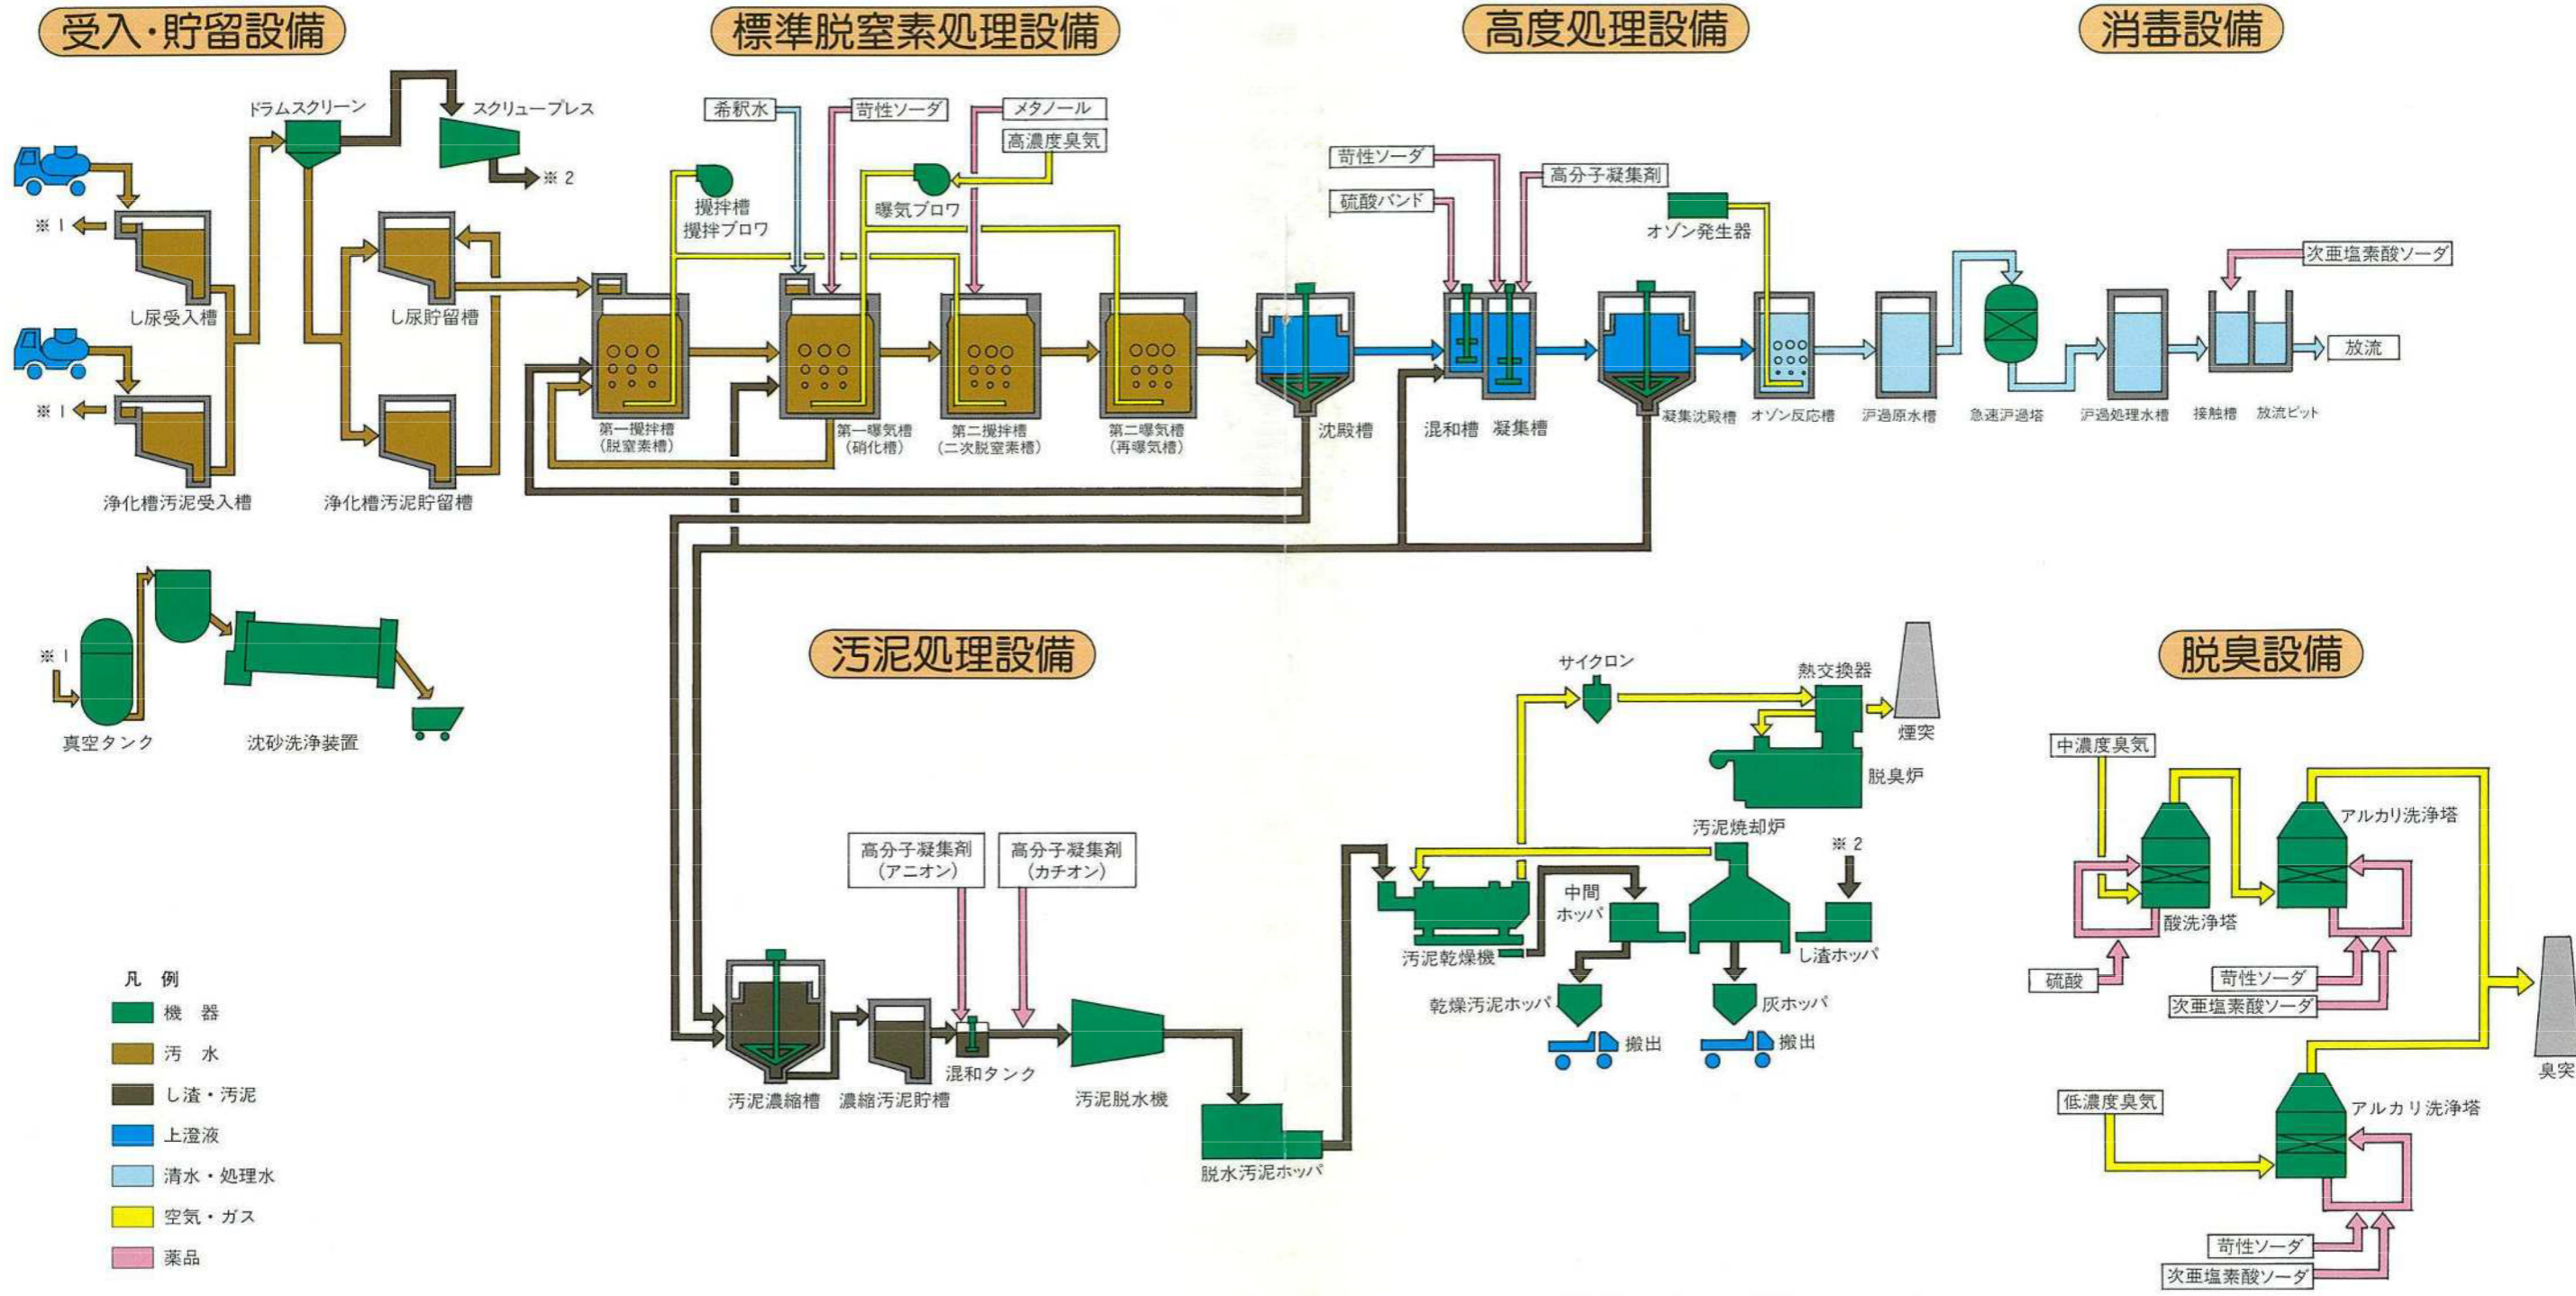 受入・貯留設備
標準脱窒素処理設備
高度処理設備
消毒設備
ドラムスクリーン
スクリュープレス
※2
※1
し尿受入槽
し尿貯留槽
※1
浄化槽汚泥受入槽
浄化槽汚泥貯留槽
希釈水
苛性ソーダ
メタノール
高濃度臭気
攪拌槽
攪拌ブロワ
曝気ブロワ
第一攪拌槽
(脱窒素槽)
第一曝気槽
(硝化槽)
第二攪拌槽
(二次脱窒素槽)
第二曝気槽
(再曝気槽)
沈殿槽
苛性ソーダ
硫酸バンド
高分子凝集剤
オゾン発生器
混和槽
凝集槽
凝集沈殿槽
オゾン反応槽
沪過原水槽
急速沪過塔
沪過処理水槽
接触槽
放流ピット
次亜塩素酸ソーダ
放流
※1
真空タンク
沈砂洗浄装置
汚泥処理設備
高分子凝集剤
(アニオン)
高分子凝集剤
(カチオン)
汚泥濃縮槽
濃縮汚泥貯槽
混和タンク
汚泥脱水機
脱水汚泥ホッパ
サイクロン
熱交換器
煙突
脱臭炉
汚泥焼却炉
※2
中間
ホッパ
汚泥乾燥機
し渣ホッパ
乾燥汚泥ホッパ
灰ホッパ
搬出
搬出
脱臭設備
中濃度臭気
アルカリ洗浄塔
酸洗浄塔
硫酸
苛性ソーダ
次亜塩素酸ソーダ
臭突
低濃度臭気
アルカリ洗浄塔
苛性ソーダ
次亜塩素酸ソーダ
凡 例
機 器
汚 水
し渣・汚泥
上澄液
清水・処理水
空気・ガス
薬品